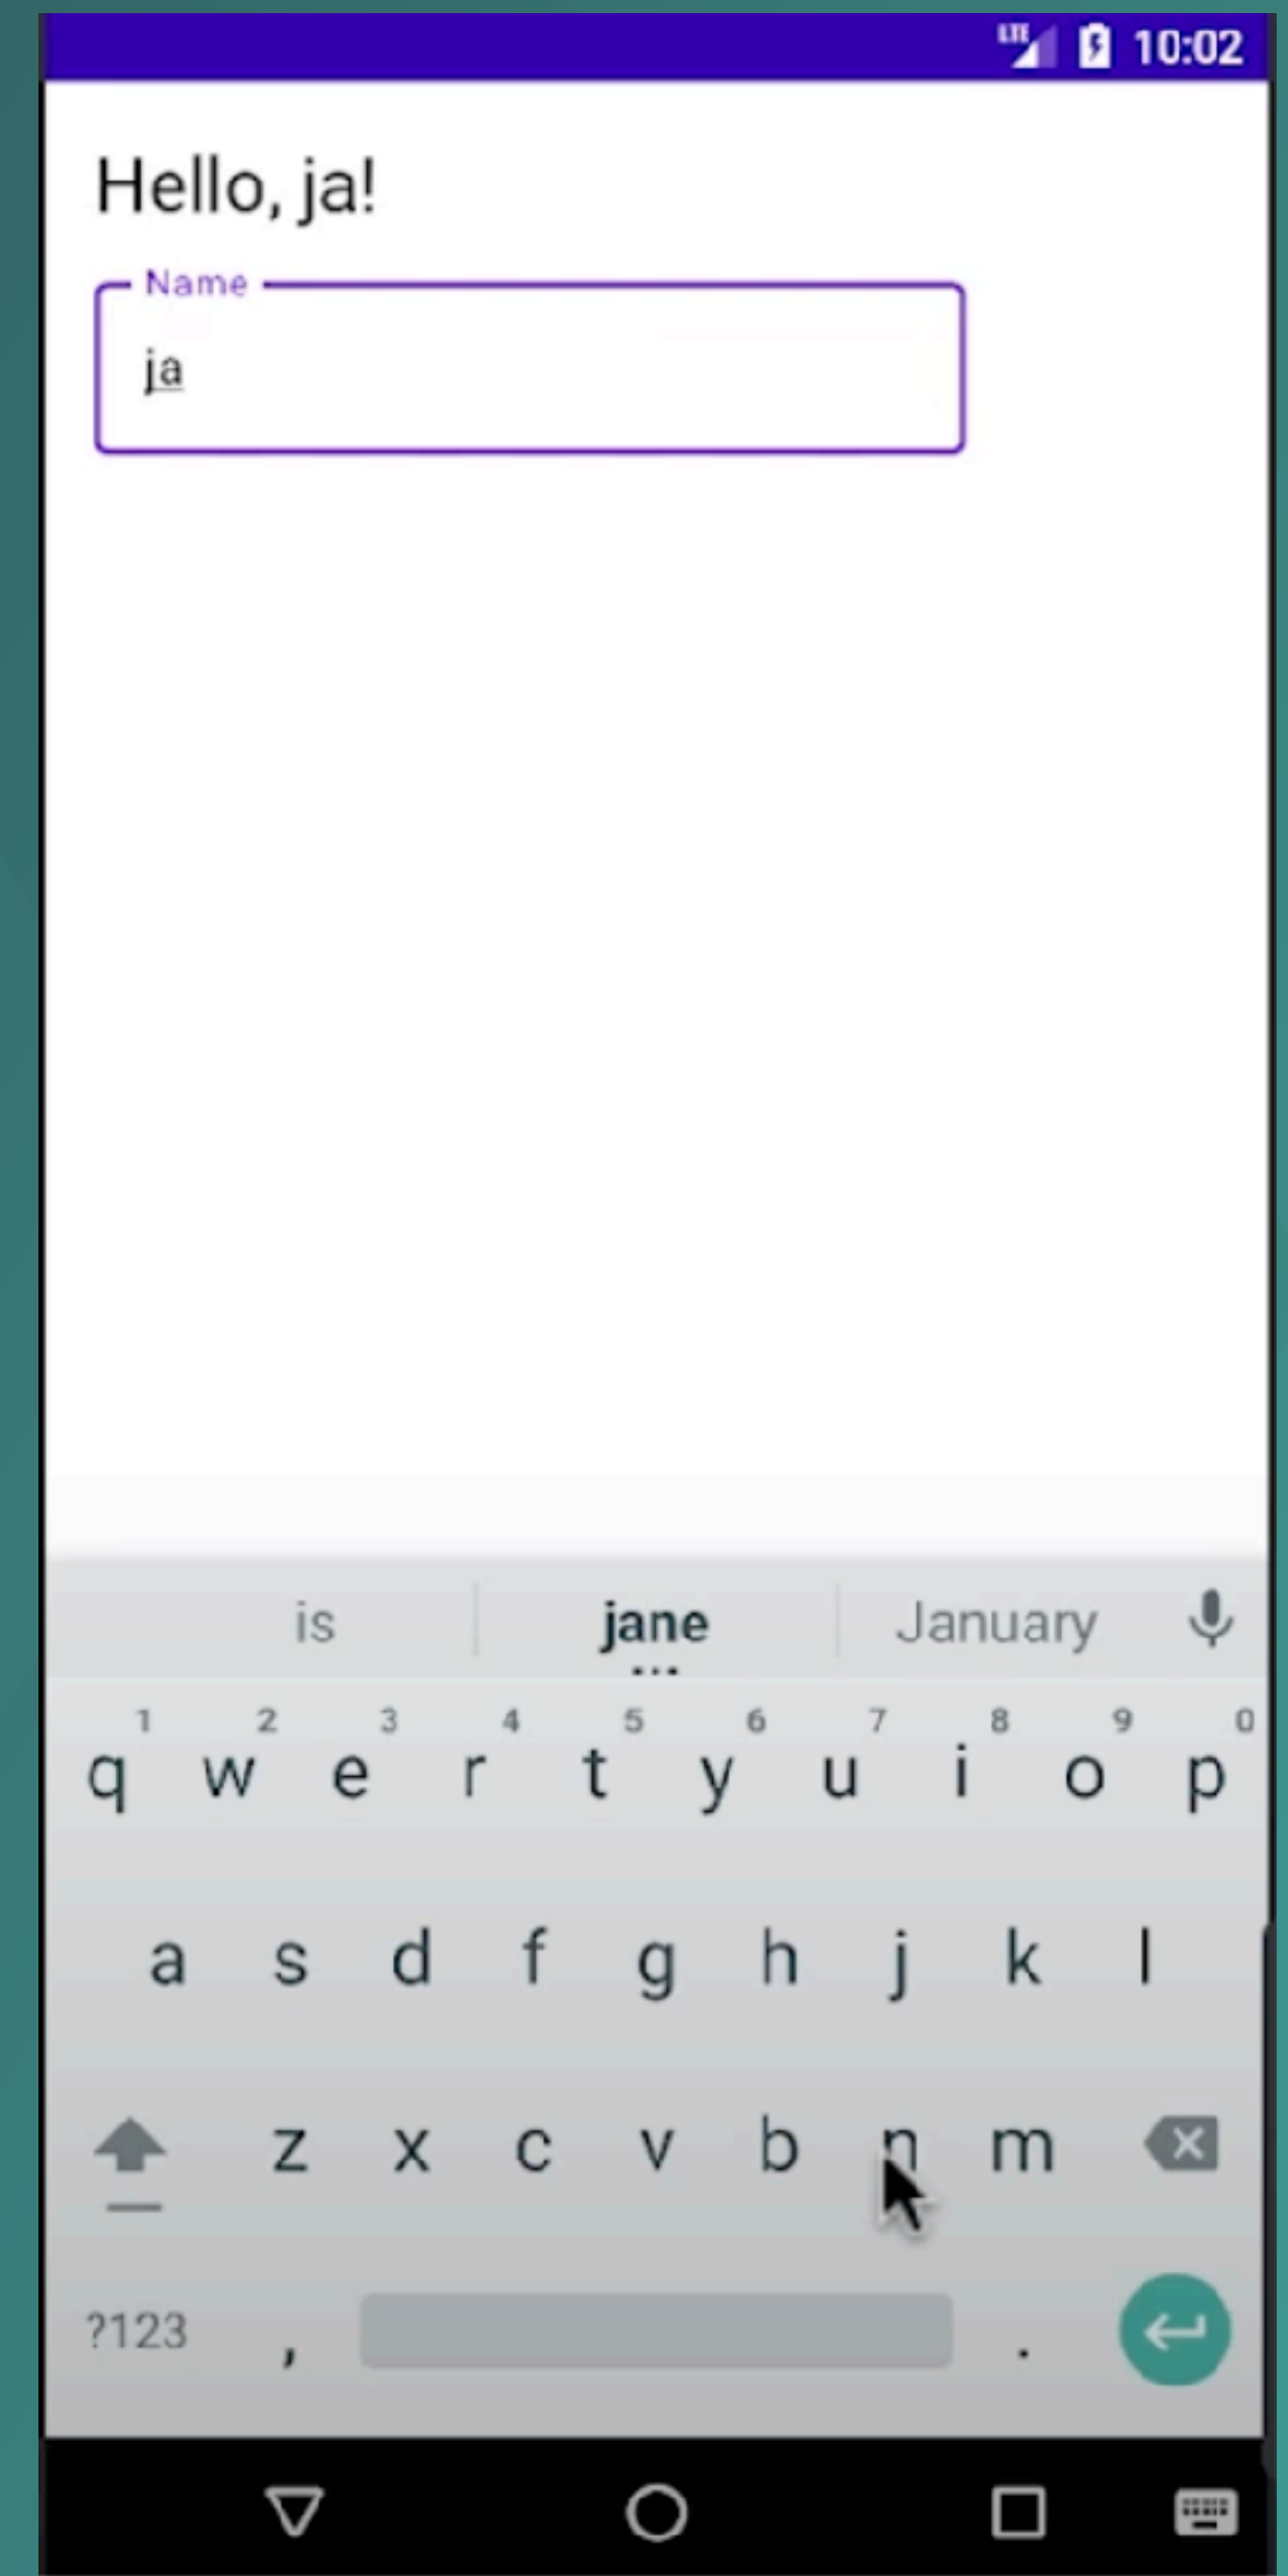 LTE 10:02
Hello, ja!
Name
ja
is jane January
1 2 3 4 5 6 7 8 9 0
q w e r t y u i o p
a s d f g h j k l
z x c v b n m
?123 , .